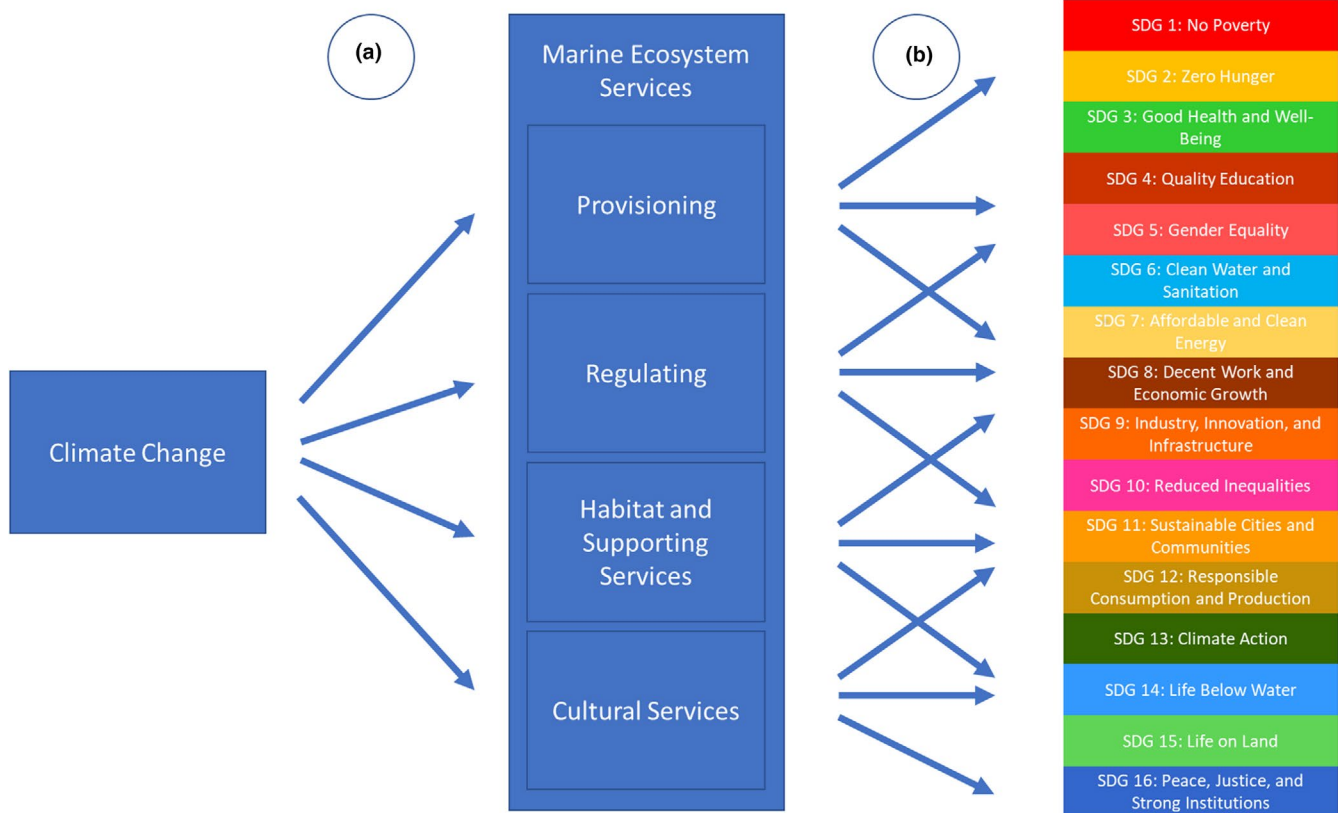 (a)
(b)
Climate Change
Marine Ecosystem
Services
Provisioning
Regulating
Habitat and
Supporting
Services
Cultural Services
SDG 1: No Poverty
SDG 2: Zero Hunger
SDG 3: Good Health and Well-
Being
SDG 4: Quality Education
SDG 5: Gender Equality
SDG 6: Clean Water and
Sanitation
SDG 7: Affordable and Clean
Energy
SDG 8: Decent Work and
Economic Growth
SDG 9: Industry, Innovation, and
Infrastructure
SDG 10: Reduced Inequalities
SDG 11: Sustainable Cities and
Communities
SDG 12: Responsible
Consumption and Production
SDG 13: Climate Action
SDG 14: Life Below Water
SDG 15: Life on Land
SDG 16: Peace, Justice, and
Strong Institutions